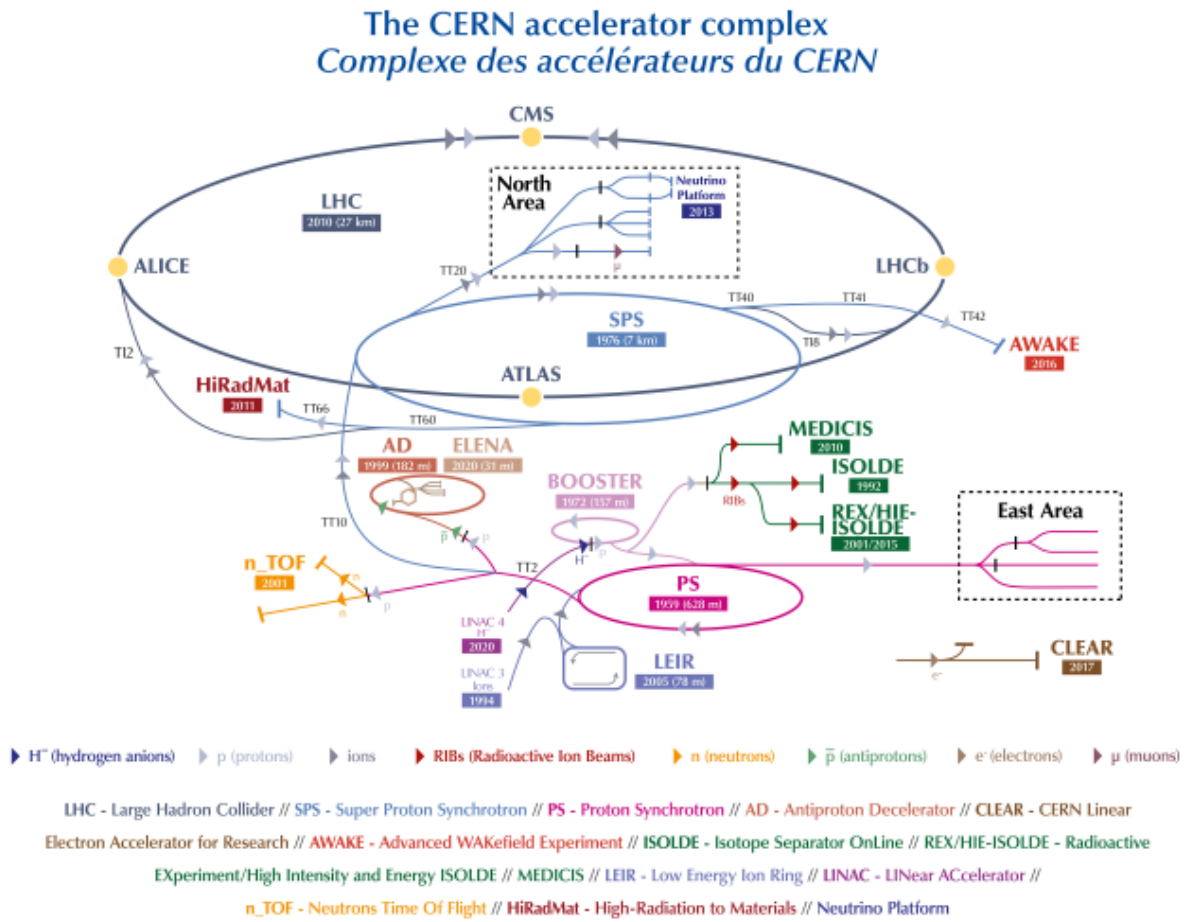 The CERN accelerator complex
Complexe des accélérateurs du CERN
CMS
North
Area
Neutrino
Platform
2013
LHC
2010 (27 km)
ALICE
LHCb
TT20
μ
TT40
TT41
TT42
SPS
1976 (7 km)
TI8
AWAKE
2016
TI2
ATLAS
HiRadMat
2011
TT66
TT60
AD
1999 (182 m)
ELENA
2020 (31 m)
MEDICIS
2010
BOOSTER
1972 (157 m)
ISOLDE
1992
RIBs
REX/HIE-
ISOLDE
2001/2015
East Area
TT10
p̅
p
p
H⁻
TT2
n_TOF
2001
n
n
p
PS
1959 (628 m)
LINAC 4
H⁻
2020
LINAC 3
Ions
1994
LEIR
2005 (78 m)
CLEAR
2017
e⁻
H⁻ (hydrogen anions)
p (protons)
ions
RIBs (Radioactive Ion Beams)
n (neutrons)
p̅ (antiprotons)
e⁻ (electrons)
μ (muons)
LHC - Large Hadron Collider // SPS - Super Proton Synchrotron // PS - Proton Synchrotron // AD - Antiproton Decelerator // CLEAR - CERN Linear
Electron Accelerator for Research // AWAKE - Advanced WAKefield Experiment // ISOLDE - Isotope Separator OnLine // REX/HIE-ISOLDE - Radioactive
EXperiment/High Intensity and Energy ISOLDE // MEDICIS // LEIR - Low Energy Ion Ring // LINAC - LINear ACcelerator //
n_TOF - Neutrons Time Of Flight // HiRadMat - High-Radiation to Materials // Neutrino Platform